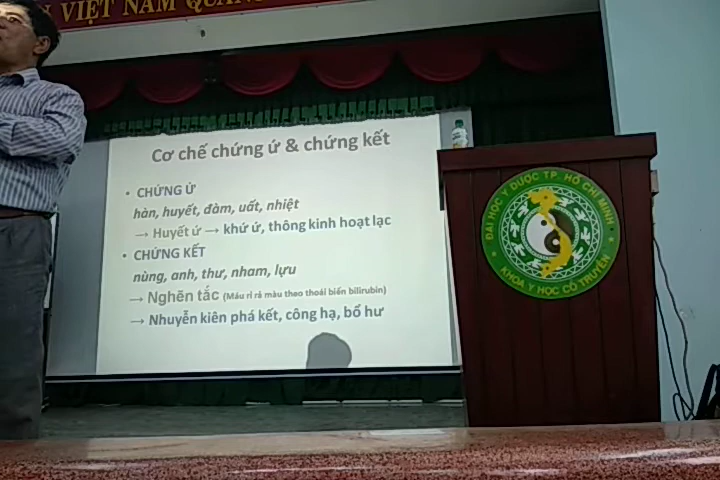 VIỆT NAM QUANG
Cơ chế chứng ứ & chứng kết
• CHỨNG Ứ
hàn, huyết, đàm, uất, nhiệt
→ Huyết ứ → khứ ứ, thông kinh hoạt lạc
• CHỨNG KẾT
nùng, anh, thư, nham, lựu
→ Nghẽn tắc (Máu rỉ rả màu theo thoái biến bilirubin)
→ Nhuyễn kiên phá kết, công hạ, bổ hư
ĐẠI HỌC Y DƯỢC TP. HỒ CHÍ MINH
KHOA Y HỌC CỔ TRUYỀN